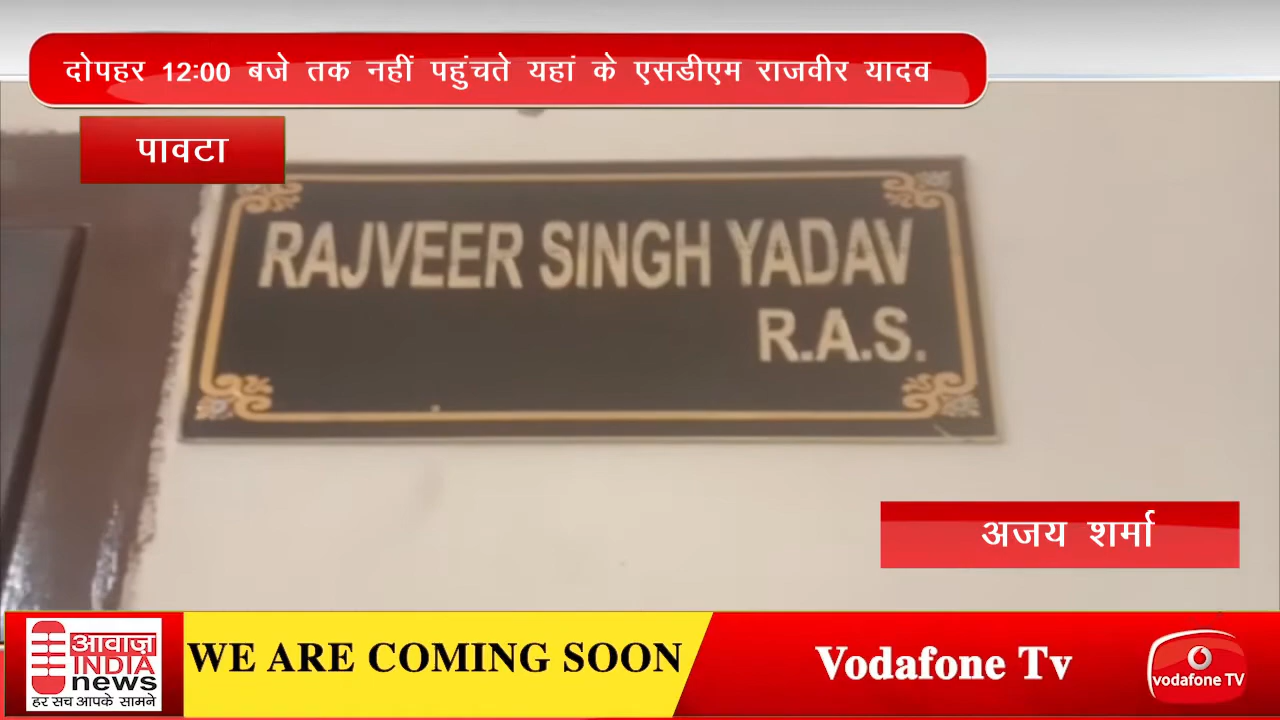 दोपहर 12:00 बजे तक नहीं पहुंचते यहां के एसडीएम राजवीर यादव
पावटा
RAJVEER SINGH YADAV
R.A.S.
अजय शर्मा
आवाज़
INDIA
news
हर सच आपके सामने
WE ARE COMING SOON
Vodafone Tv
vodafone TV